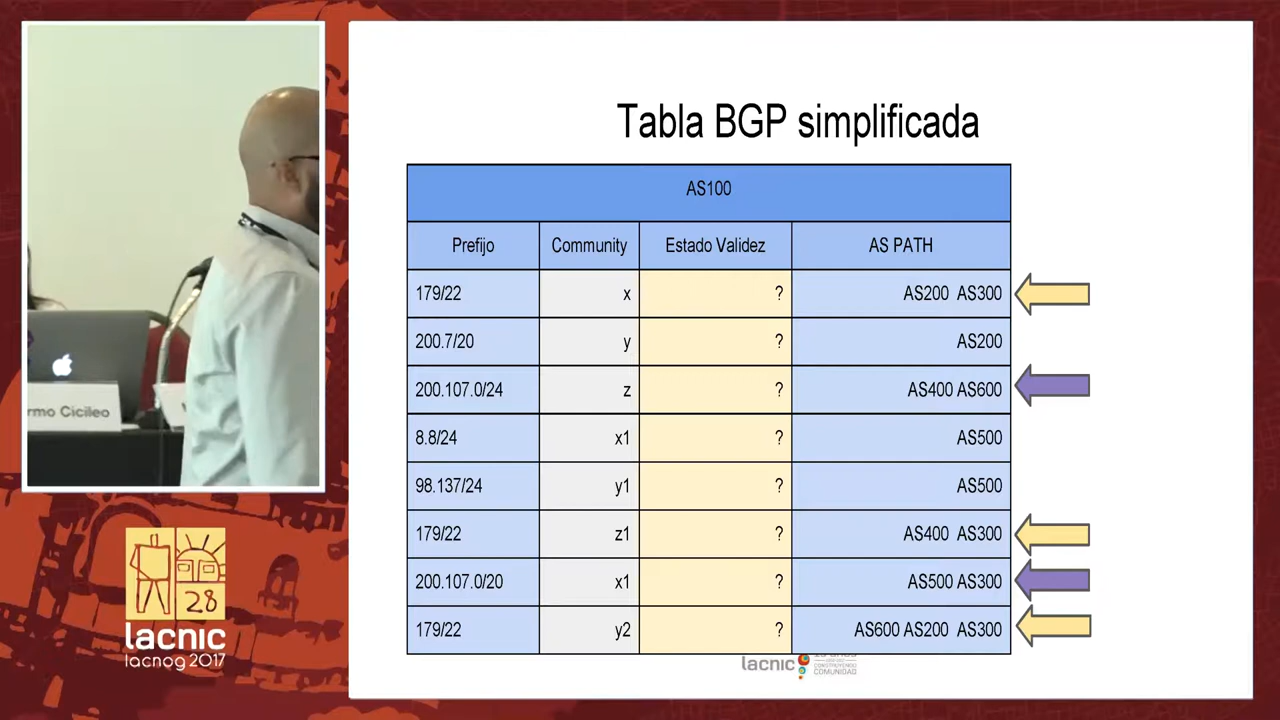 Tabla BGP simplificada
AS100
Prefijo Community Estado Validez AS PATH
179/22 x ? AS200 AS300
200.7/20 y ? AS200
200.107.0/24 z ? AS400 AS600
8.8/24 x1 ? AS500
98.137/24 y1 ? AS500
179/22 z1 ? AS400 AS300
200.107.0/20 x1 ? AS500 AS300
179/22 y2 ? AS600 AS200 AS300
lacnic
CONSTRUYENDO
COMUNIDAD
rmo Cicileo
28
lacnic
lacnog 2017